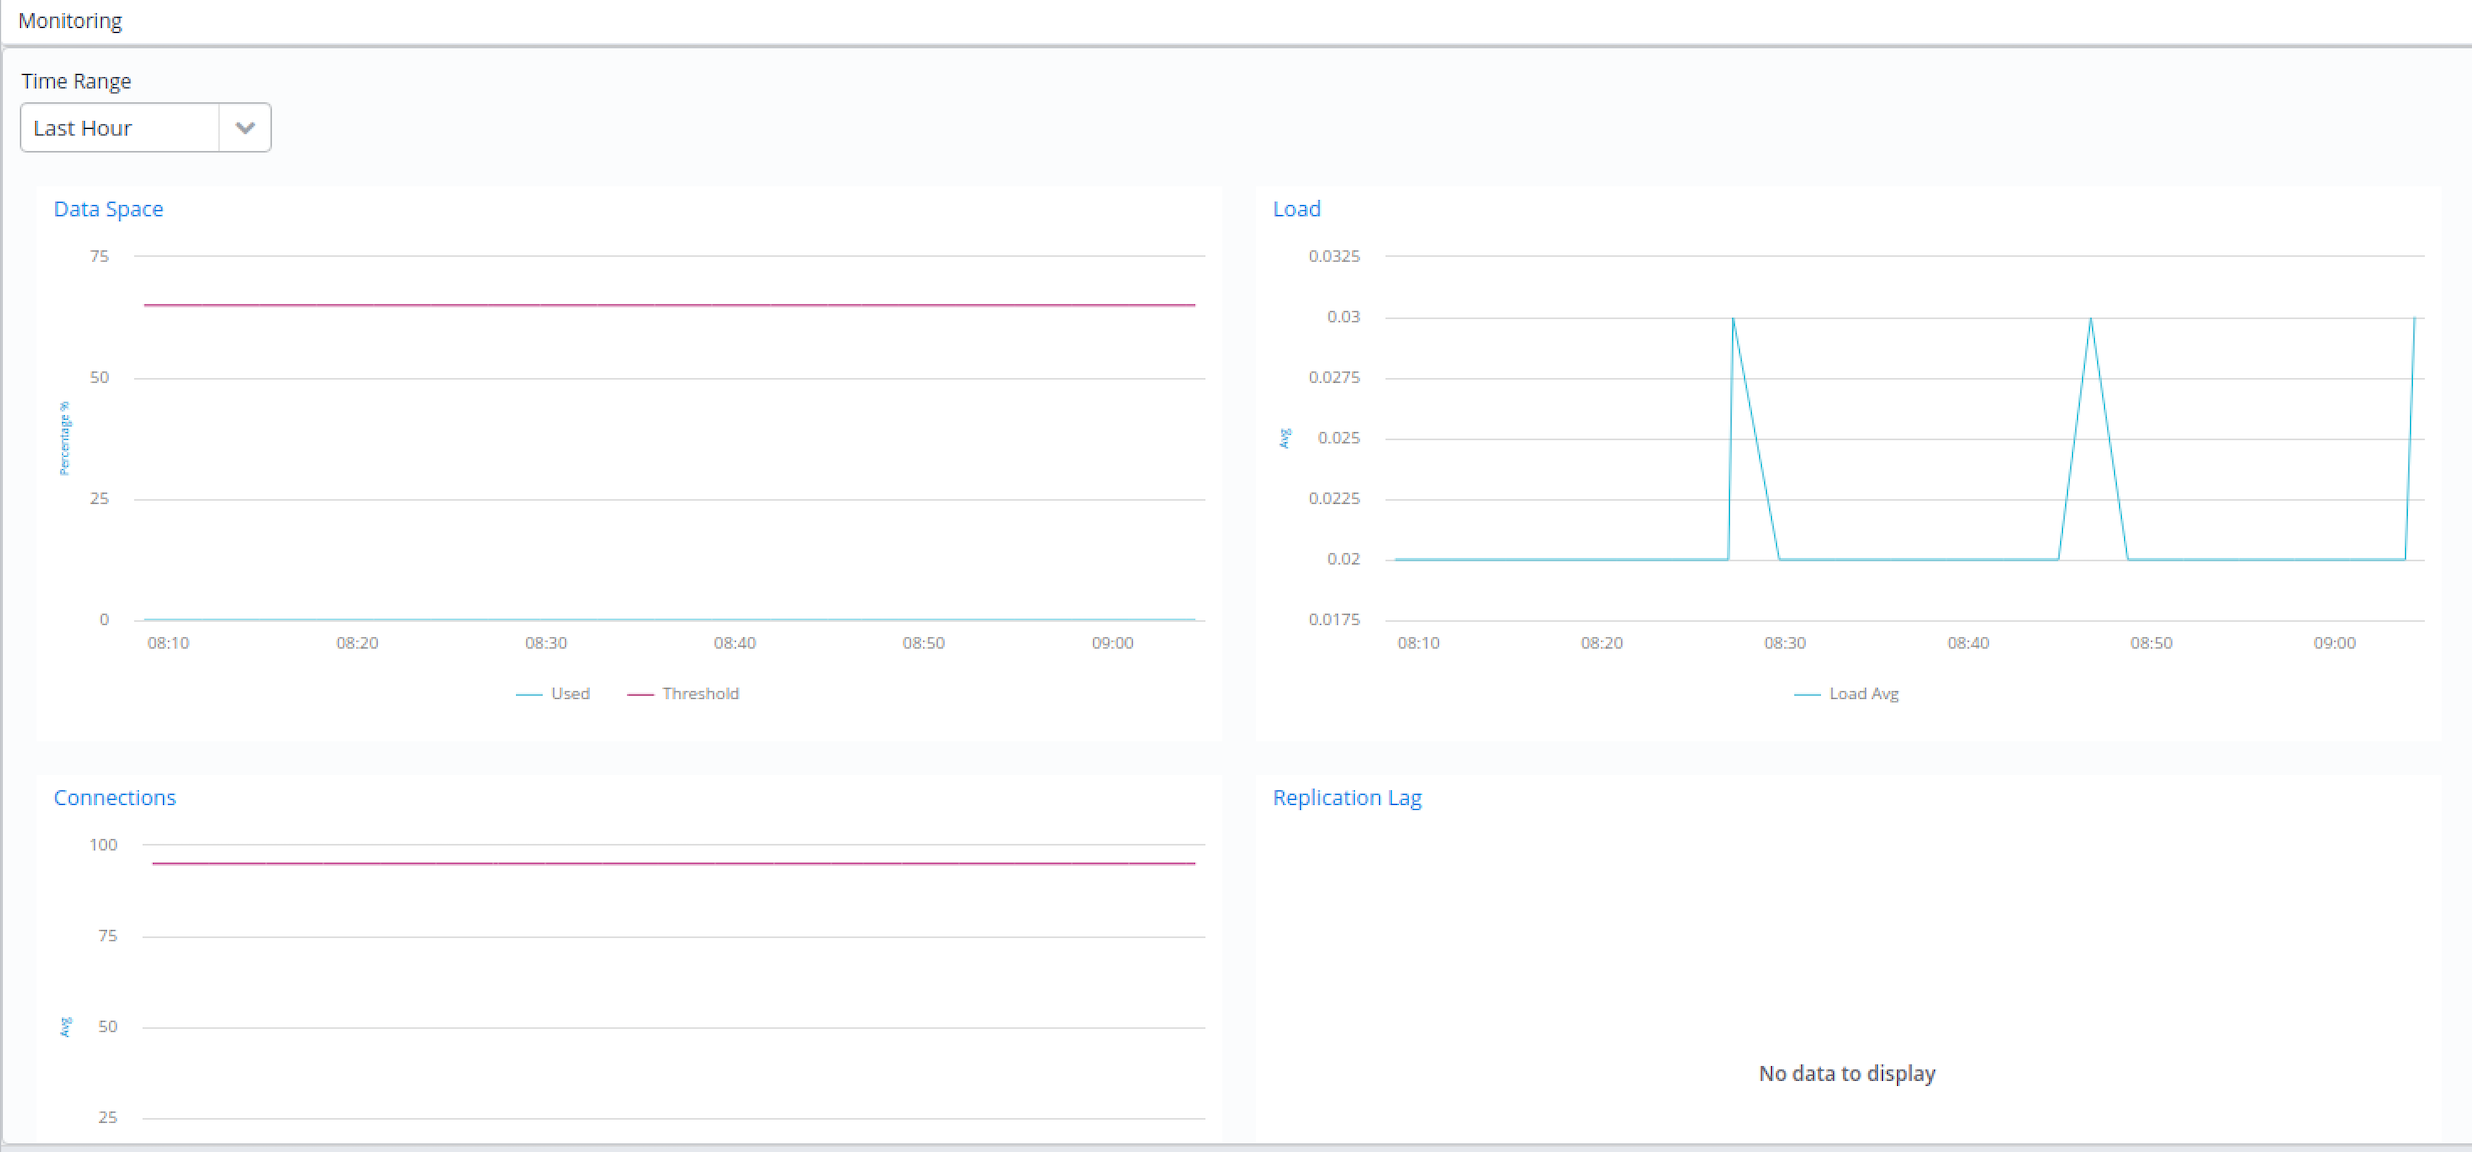 Monitoring
Time Range
Last Hour
Data Space
75
50
25
0
Percentage %
08:10 08:20 08:30 08:40 08:50 09:00
Used Threshold
Load
0.0325
0.03
0.0275
0.025
0.0225
0.02
0.0175
Avg
08:10 08:20 08:30 08:40 08:50 09:00
Load Avg
Connections
100
75
50
25
Avg
Replication Lag
No data to display